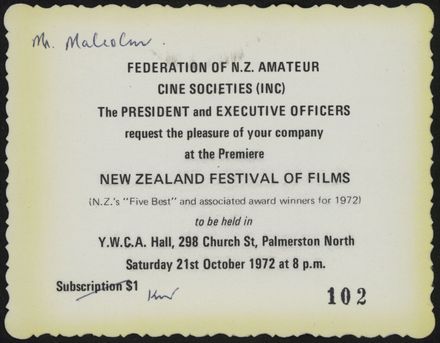 Mr. Malcolm.
FEDERATION OF N.Z. AMATEUR
CINE SOCIETIES (INC)
The PRESIDENT and EXECUTIVE OFFICERS
request the pleasure of your company
at the Premiere
NEW ZEALAND FESTIVAL OF FILMS
(N.Z.'s "Five Best" and associated award winners for 1972)
to be held in
Y.W.C.A. Hall, 298 Church St, Palmerston North
Saturday 21st October 1972 at 8 p.m.
Subscription $1
102